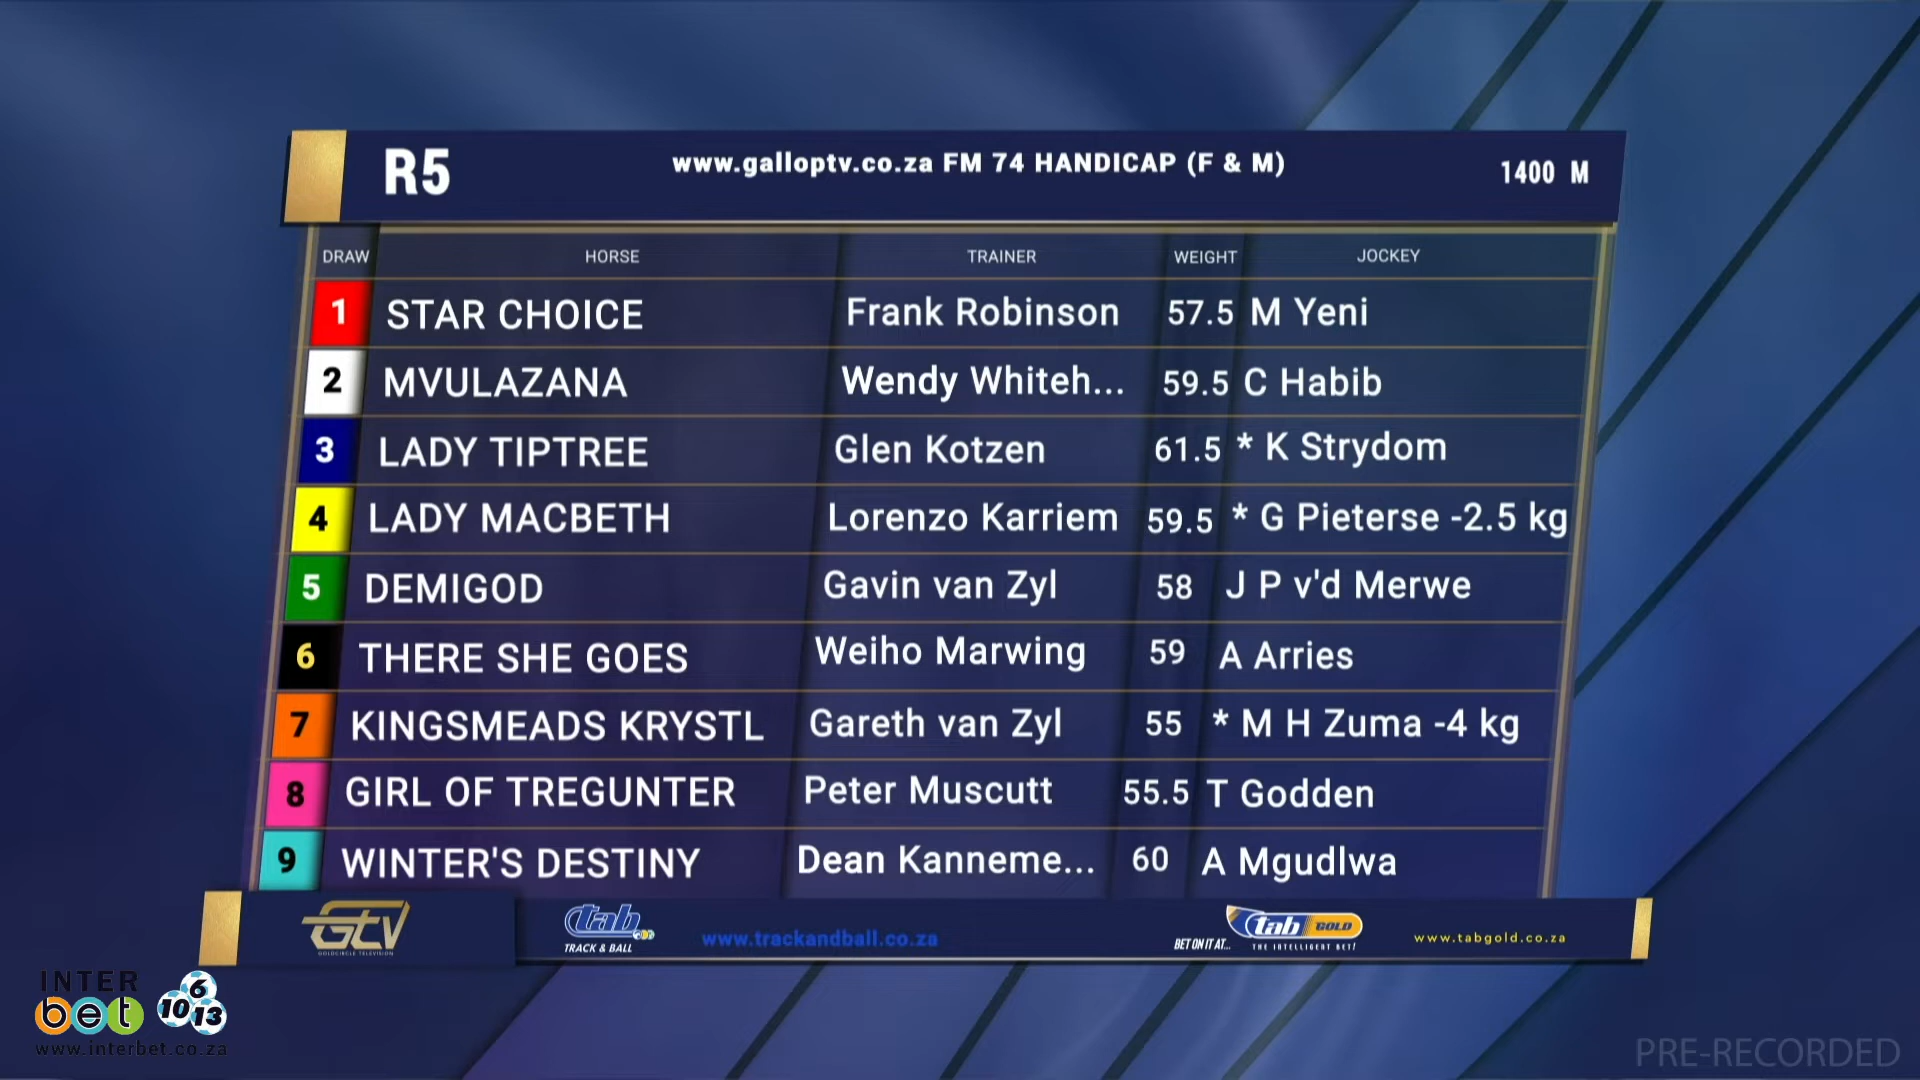 R5 www.galloptv.co.za FM 74 HANDICAP (F & M) 1400 M
DRAW HORSE TRAINER WEIGHT JOCKEY
1 STAR CHOICE Frank Robinson 57.5 M Yeni
2 MVULAZANA Wendy Whiteh... 59.5 C Habib
3 LADY TIPTREE Glen Kotzen 61.5 * K Strydom
4 LADY MACBETH Lorenzo Karriem 59.5 * G Pieterse -2.5 kg
5 DEMIGOD Gavin van Zyl 58 J P v'd Merwe
6 THERE SHE GOES Weiho Marwing 59 A Arries
7 KINGSMEADS KRYSTL Gareth van Zyl 55 * M H Zuma -4 kg
8 GIRL OF TREGUNTER Peter Muscutt 55.5 T Godden
9 WINTER'S DESTINY Dean Kanneme... 60 A Mgudlwa
GTV
GOLDCIRCLE TELEVISION
tab
TRACK & BALL
www.trackandball.co.za
BET ON IT AT...
tab GOLD
THE INTELLIGENT BET!
www.tabgold.co.za
INTER
bet
6
10 13
www.interbet.co.za
PRE-RECORDED